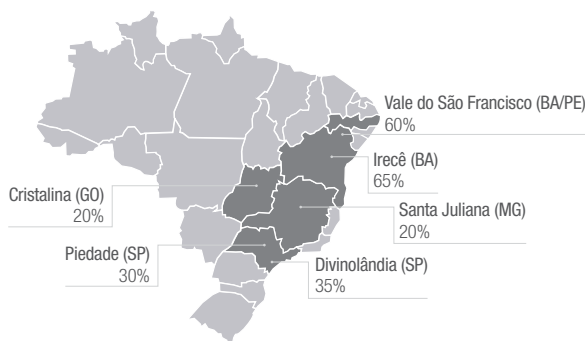 Vale do São Francisco (BA/PE)
60%
Irecê (BA)
65%
Cristalina (GO)
20%
Santa Juliana (MG)
20%
Piedade (SP)
30%
Divinolândia (SP)
35%